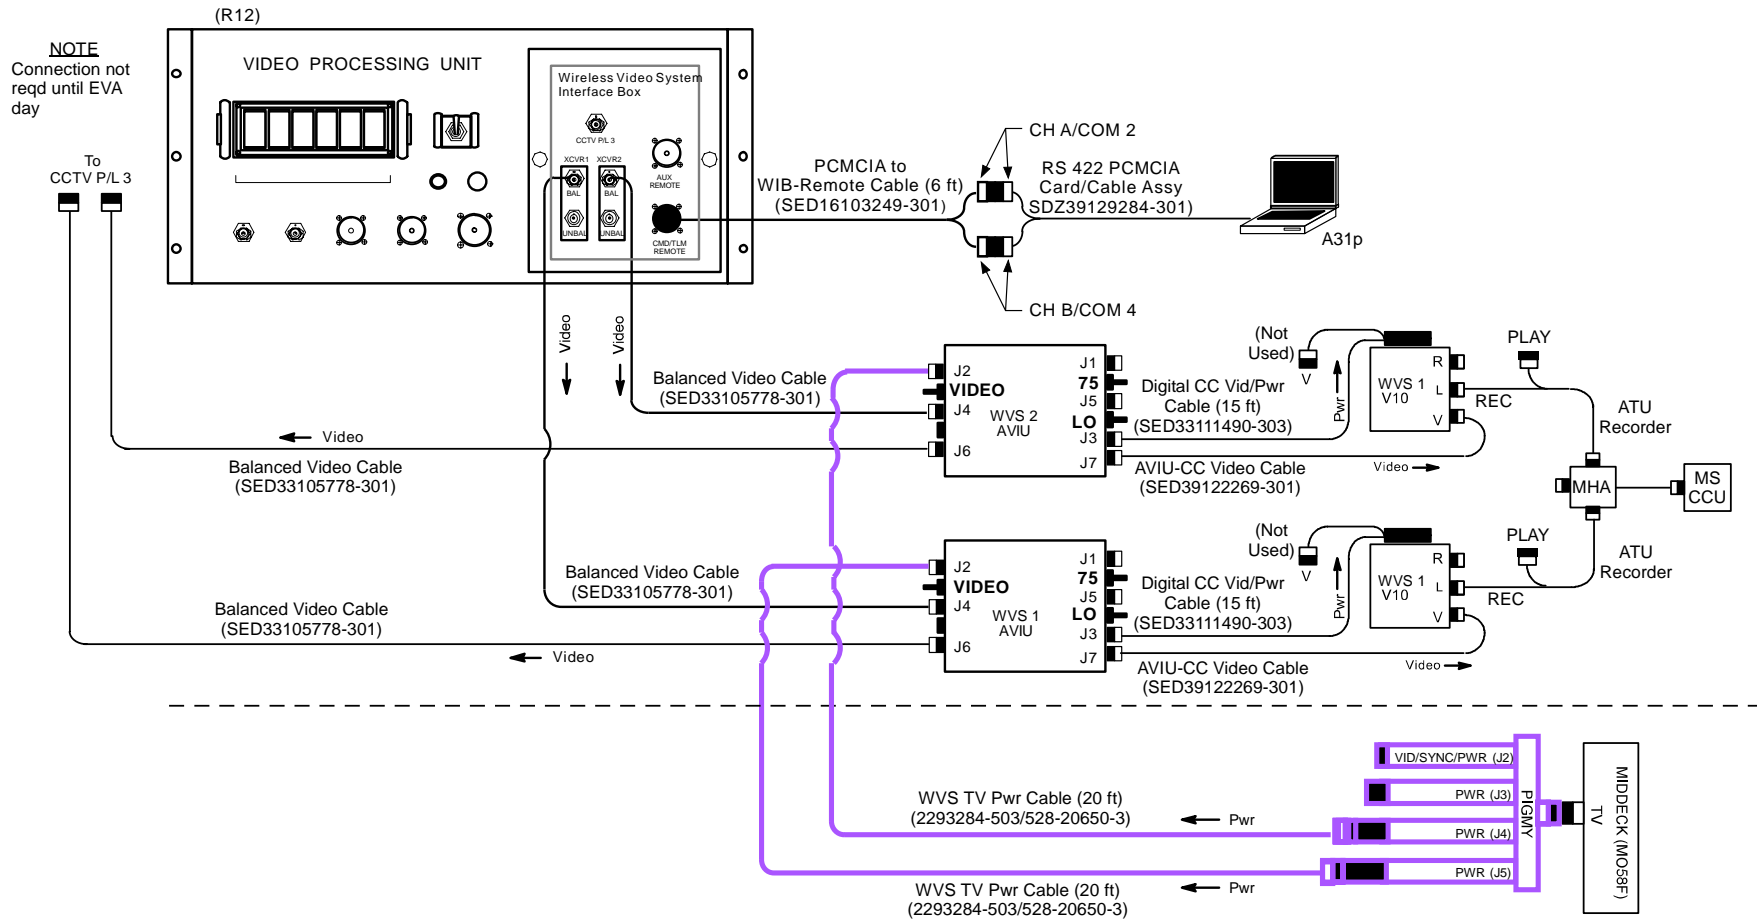 (R12)
NOTE
Connection not
reqd until EVA
day
VIDEO PROCESSING UNIT
Wireless Video System
Interface Box
CCTV P/L 3
XCVR1
XCVR2
BAL
BAL
UNBAL
UNBAL
AUX
REMOTE
CMD/TLM
REMOTE
To
CCTV P/L 3
PCMCIA to
WIB-Remote Cable (6 ft)
(SED16103249-301)
CH A/COM 2
RS 422 PCMCIA
Card/Cable Assy
SDZ39129284-301)
CH B/COM 4
A31p
Video
Video
Balanced Video Cable
(SED33105778-301)
Video
Balanced Video Cable
(SED33105778-301)
J2
VIDEO
J4
J6
WVS 2
AVIU
J1
75
J5
LO
J3
J7
Digital CC Vid/Pwr
Cable (15 ft)
(SED33111490-303)
AVIU-CC Video Cable
(SED39122269-301)
(Not
Used)
V
Pwr
WVS 1
V10
R
L
V
Video
REC
PLAY
ATU
Recorder
MHA
MS
CCU
Balanced Video Cable
(SED33105778-301)
Balanced Video Cable
(SED33105778-301)
Video
J2
VIDEO
J4
J6
WVS 1
AVIU
J1
75
J5
LO
J3
J7
Digital CC Vid/Pwr
Cable (15 ft)
(SED33111490-303)
AVIU-CC Video Cable
(SED39122269-301)
(Not
Used)
V
Pwr
WVS 1
V10
R
L
V
Video
REC
PLAY
ATU
Recorder
WVS TV Pwr Cable (20 ft)
(2293284-503/528-20650-3)
Pwr
WVS TV Pwr Cable (20 ft)
(2293284-503/528-20650-3)
Pwr
VID/SYNC/PWR (J2)
PWR (J3)
PWR (J4)
PWR (J5)
PIGMY
MIDDECK (MO58F)
TV